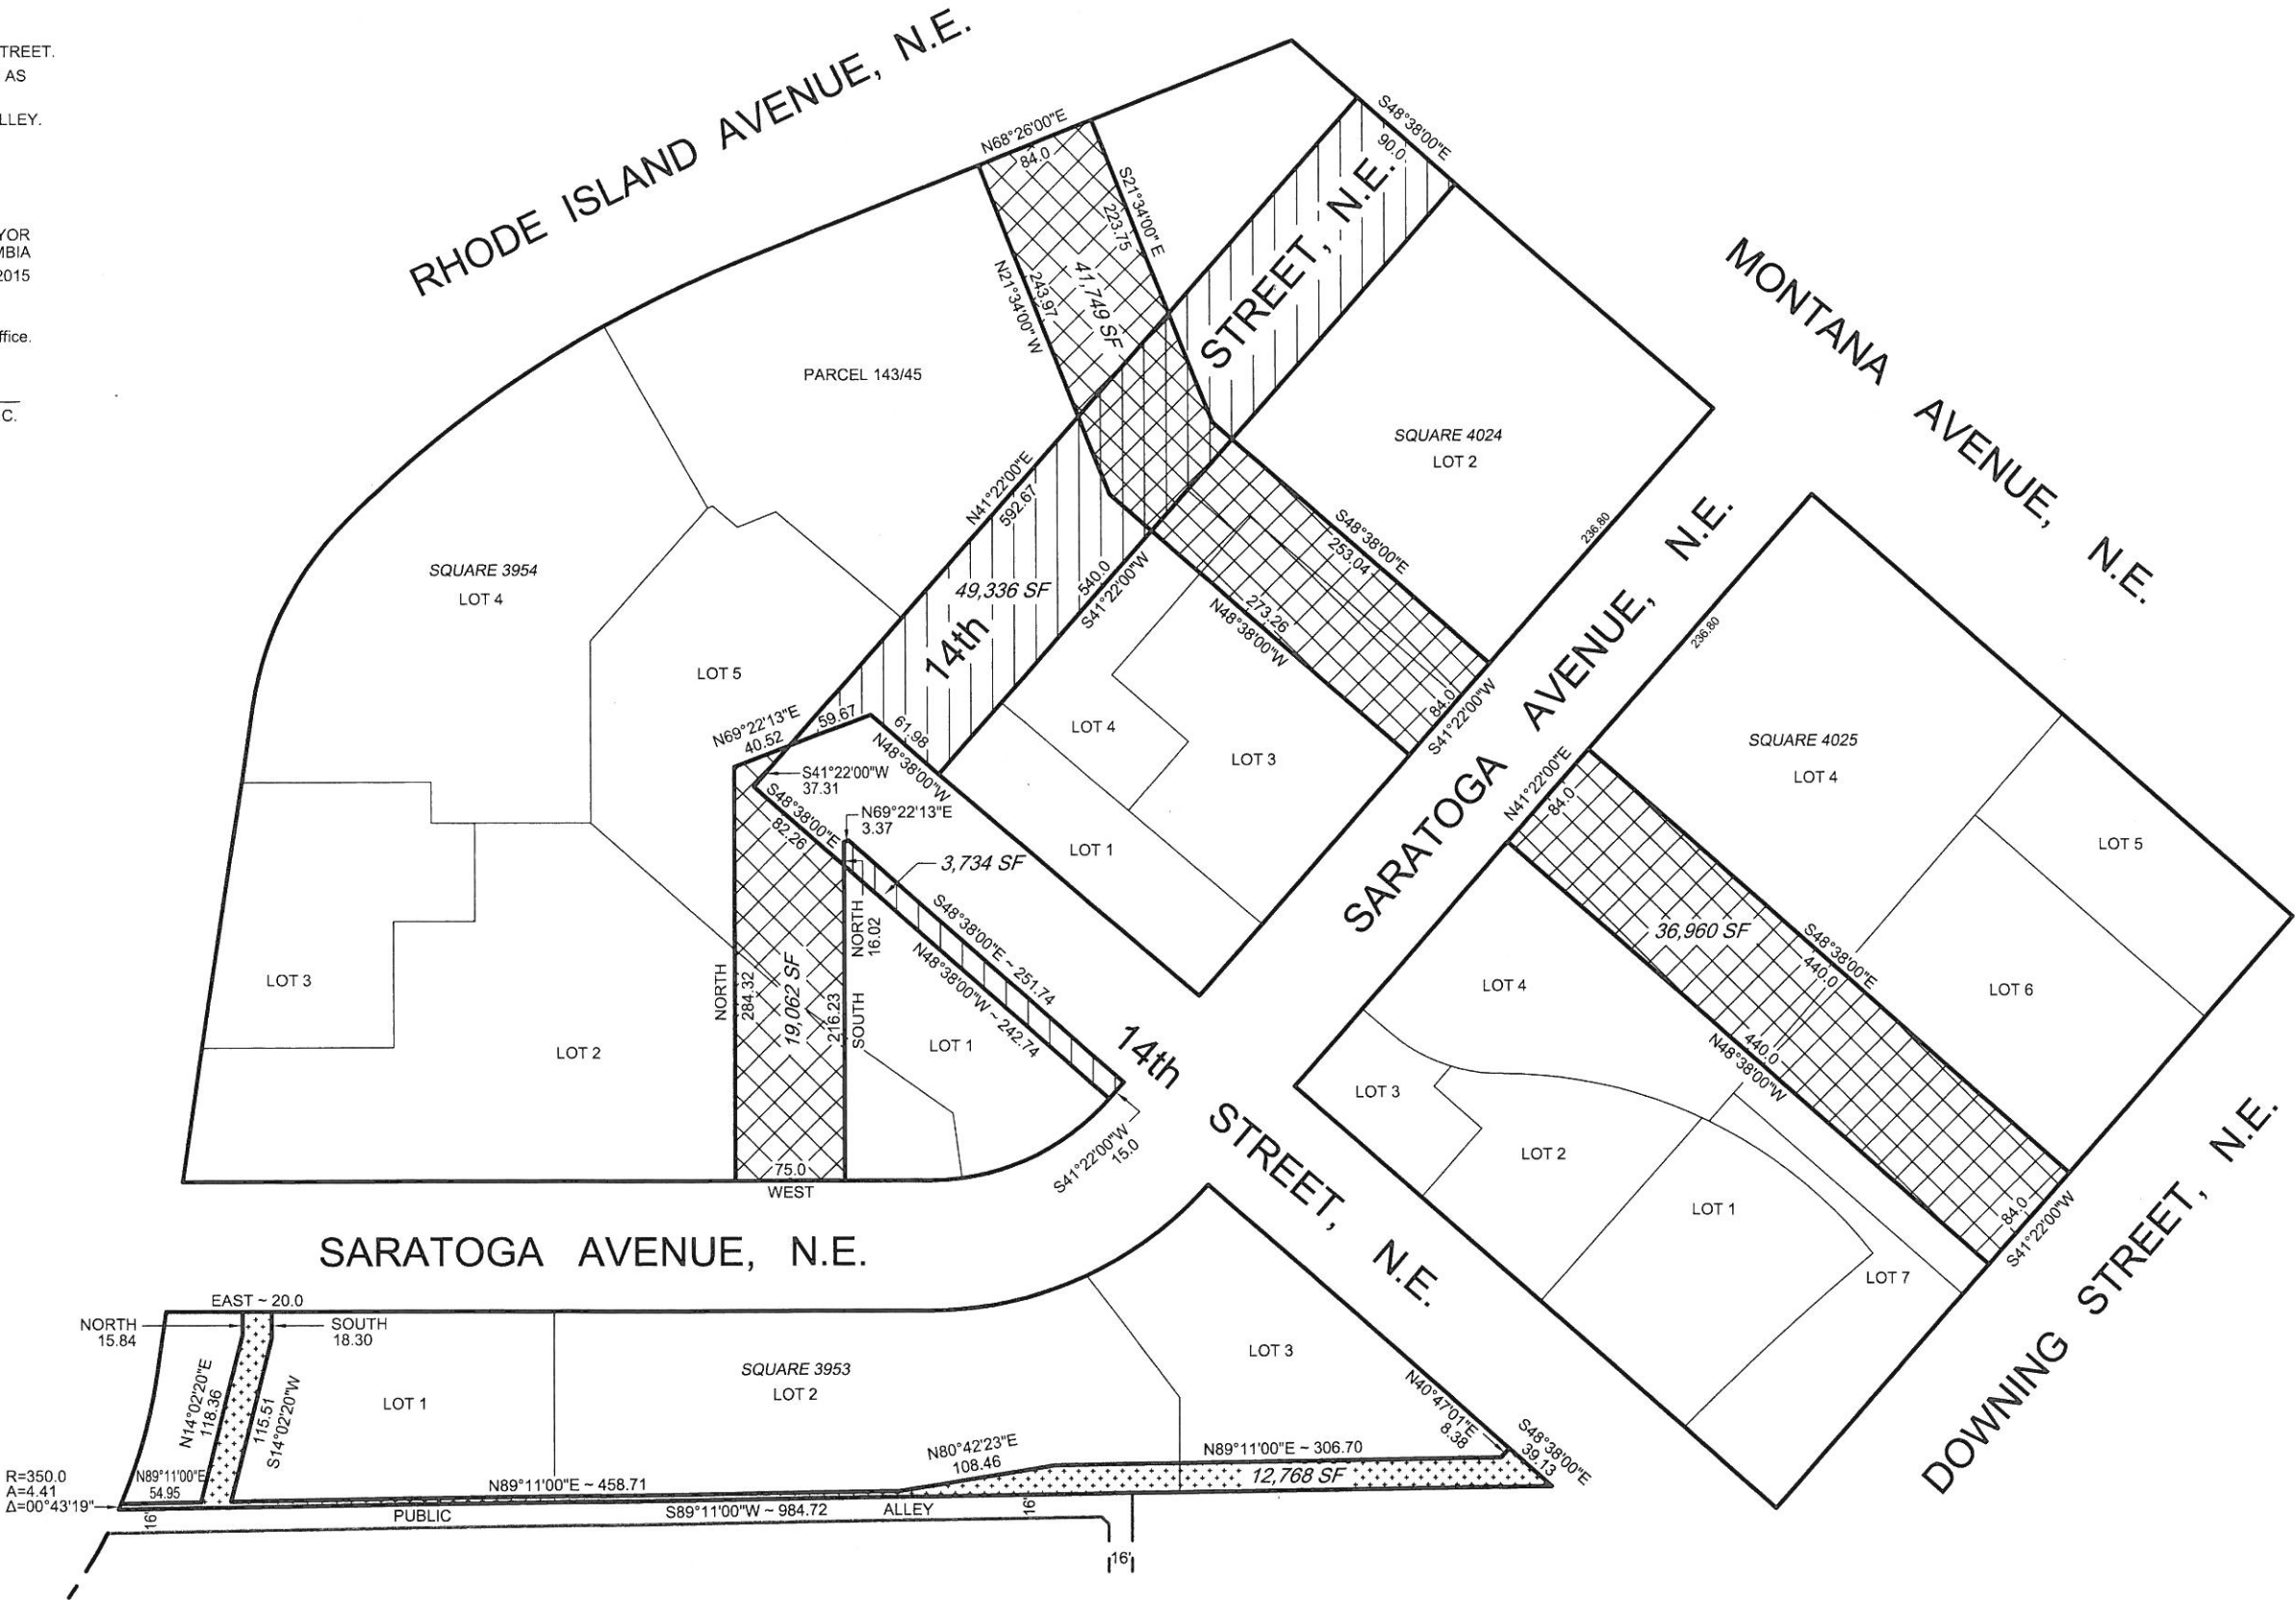 TREET.
AS
LLEY.
YOR
MBIA
2015
ffice.
C.
RHODE ISLAND AVENUE, N.E.
N68°26'00"E
84.0
S21°34'00" E
223.75
N21°34'00" W
243.97
41,749 SF
S48°38'00"E
90.0
STREET, N.E.
MONTANA AVENUE, N.E.
PARCEL 143/45
SQUARE 4024
LOT 2
236.80
N41°22'00"E
592.67
S48°38'00"E
253.04
SQUARE 3954
LOT 4
49,336 SF
540.0
S41°22'00"W
273.26
N48°38'00"W
14th
LOT 5
84.0
S41°22'00"W
SARATOGA AVENUE, N.E.
236.80
N69°22'13"E
40.52
59.67
61.98
N48°38'00"W
LOT 4
LOT 3
SQUARE 4025
LOT 4
S41°22'00"W
37.31
S48°38'00"E
82.26
N69°22'13"E
3.37
N41°22'00"E
84.0
LOT 1
3,734 SF
LOT 5
36,960 SF
S48°38'00"E
440.0
NORTH
16.02
S48°38'00"E ~ 251.74
N48°38'00"W ~ 242.74
LOT 3
NORTH
284.32
19,062 SF
216.23
SOUTH
LOT 4
LOT 6
LOT 2
LOT 1
14th STREET, N.E.
440.0
N48°38'00"W
LOT 3
LOT 2
75.0
WEST
S41°22'00"W
15.0
LOT 1
84.0
S41°22'00"W
LOT 7
DOWNING STREET, N.E.
SARATOGA AVENUE, N.E.
EAST ~ 20.0
NORTH
15.84
SOUTH
18.30
N14°02'20"E
118.36
115.51
S14°02'20"W
LOT 1
SQUARE 3953
LOT 2
LOT 3
N40°47'01"E
8.38
S48°38'00"E
39.13
N80°42'23"E
108.46
N89°11'00"E ~ 306.70
12,768 SF
R=350.0
A=4.41
Δ=00°43'19"
N89°11'00"E
54.95
N89°11'00"E ~ 458.71
16'
PUBLIC
S89°11'00"W ~ 984.72
ALLEY
16'
16'